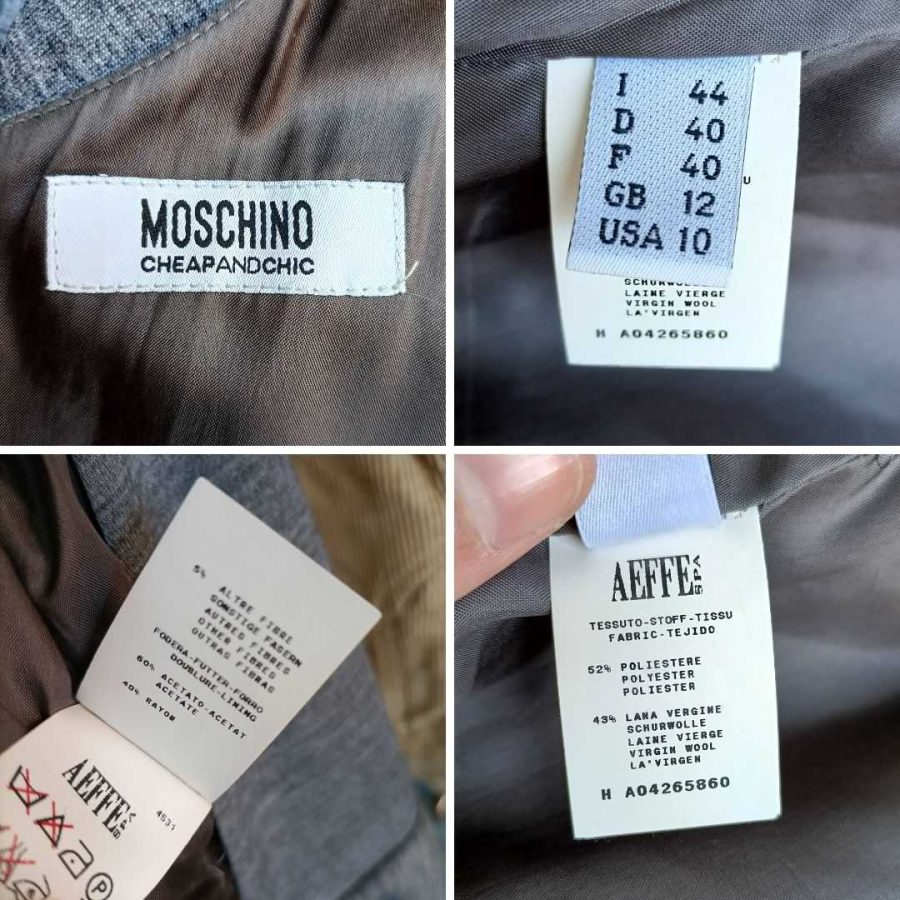 MOSCHINO
CHEAPANDCHIC
I 44
D 40
F 40
GB 12
USA 10
U
SCHURWOLLE
LAINE VIERGE
VIRGIN WOOL
LA'VIRGEN
H A04265860
5% ALTRE FIBRE
SONSTIGE FASERN
AUTRES FIBRES
OTHER FIBRES
OUTRAS FIBRAS
FODERA-FUTTER-FORRO
DOUBLURE-LINING
60% ACETATO-ACETAT
ACETATE
40% RAYON
AEFFE SPA
4531
P
AEFFE SPA
TESSUTO-STOFF-TISSU
FABRIC-TEJIDO
52% POLIESTERE
POLYESTER
POLIESTER
43% LANA VERGINE
SCHURWOLLE
LAINE VIERGE
VIRGIN WOOL
LA'VIRGEN
H A04265860